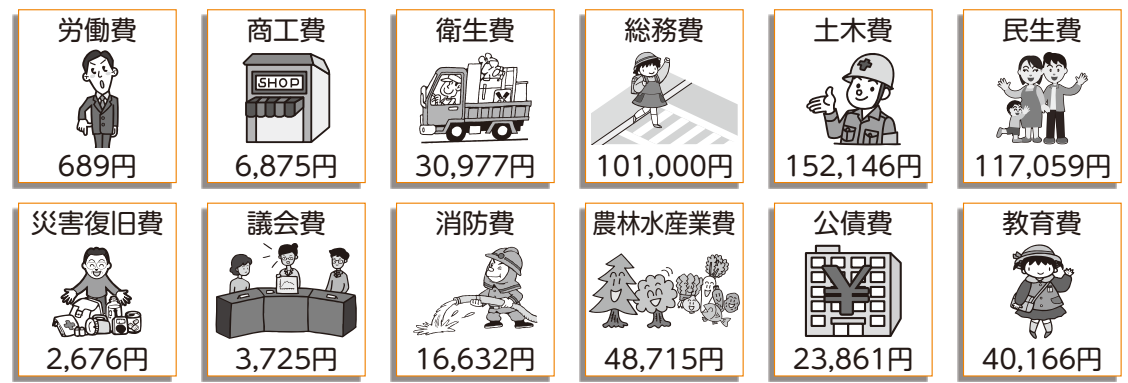 労働費
689円
商工費
SHOP
6,875円
衛生費
30,977円
総務費
101,000円
土木費
152,146円
民生費
117,059円
災害復旧費
2,676円
議会費
3,725円
消防費
16,632円
農林水産業費
48,715円
公債費
¥
23,861円
教育費
40,166円